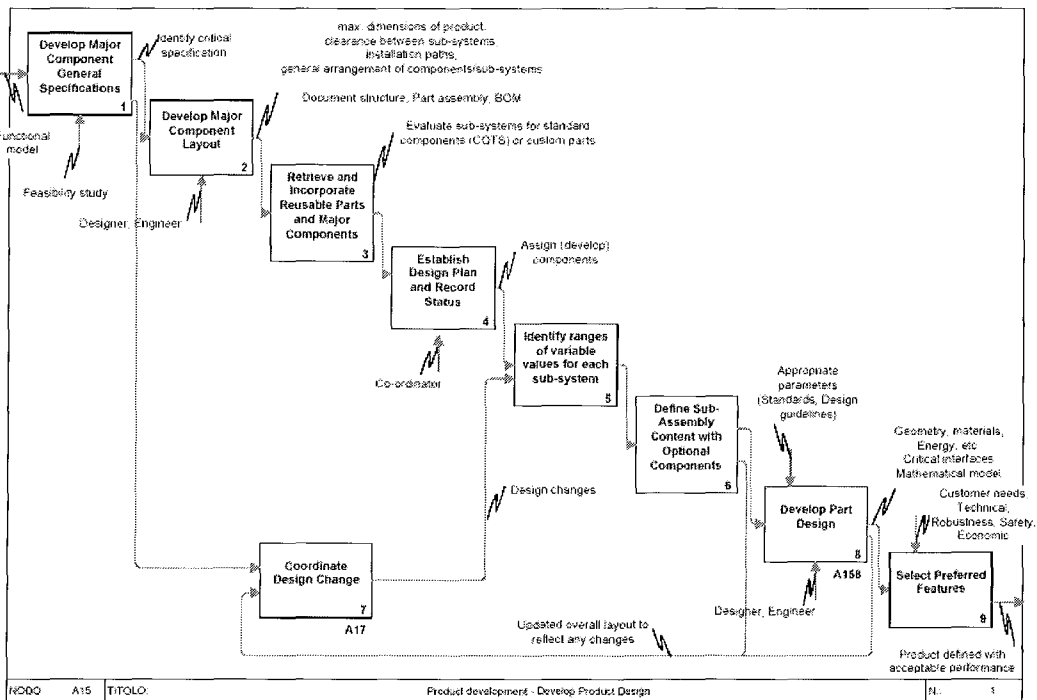 Develop Major
Component
General
Specifications
1
Identify critical
specification
max. dimensions of product,
clearance between sub-systems,
installation paths,
general arrangement of components/sub-systems
Functional
model
Feasibility study
Develop Major
Component
Layout
2
Document structure, Part assembly, BOM
Designer, Engineer
Evaluate sub-systems for standard
components (COTS) or custom parts
Retrieve and
Incorporate
Reusable Parts
and Major
Components
3
Establish
Design Plan
and Record
Status
4
Assign (develop)
components
Co-ordinator
Identify ranges
of variable
values for each
sub-system
5
Define Sub-
Assembly
Content with
Optional
Components
6
Appropriate
parameters
(Standards, Design
guidelines)
Geometry, materials,
Energy, etc
Critical interfaces
Mathematical model
Develop Part
Design
8
A158
Customer needs
Technical,
Robustness, Safety,
Economic
Design changes
Coordinate
Design Change
7
A17
Select Preferred
Features
9
Designer, Engineer
Updated overall layout to
reflect any changes
Product defined with
acceptable performance
NODO A15 TITOLO: Product development - Develop Product Design N.: 1